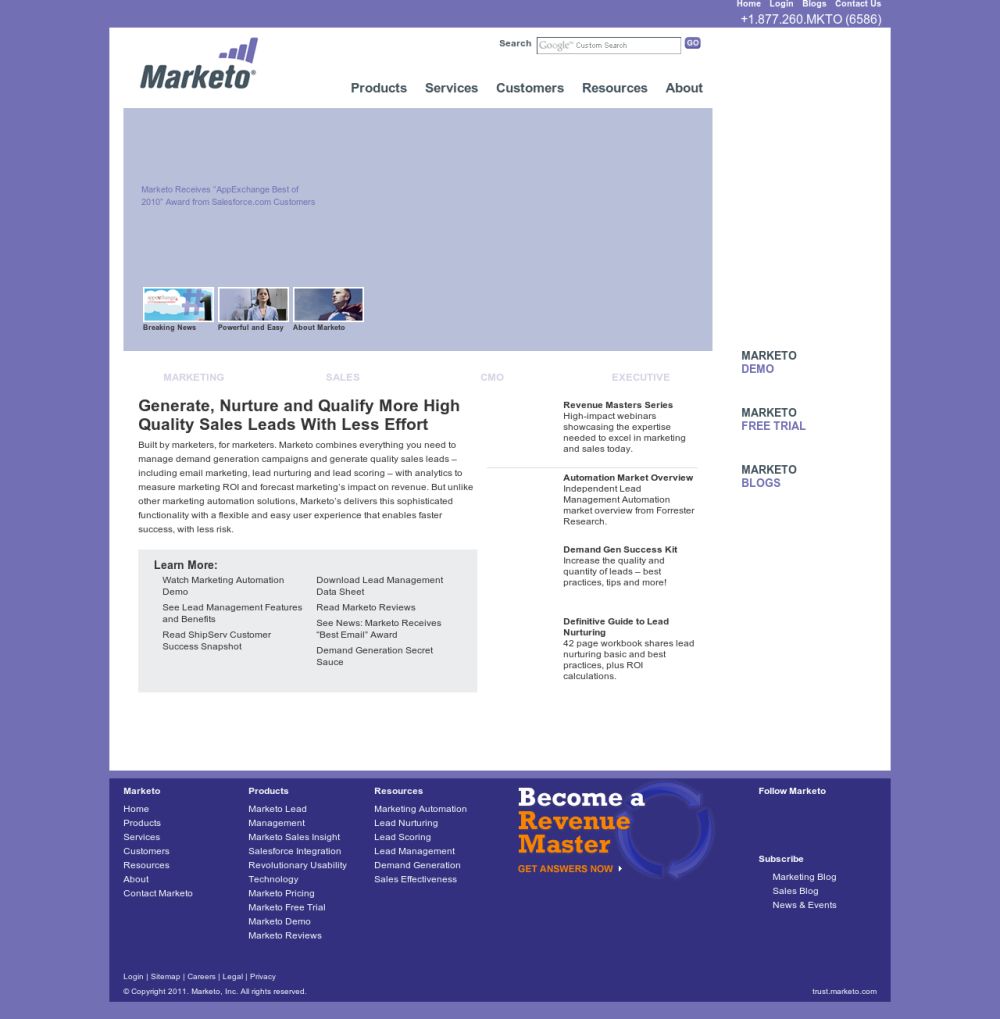 Home Login Blogs Contact Us
+1.877.260.MKTO (6586)
Search Google™ Custom Search GO
Marketo®
Products Services Customers Resources About
Marketo Receives "AppExchange Best of
2010" Award from Salesforce.com Customers
Breaking News Powerful and Easy About Marketo
MARKETING SALES CMO EXECUTIVE
Generate, Nurture and Qualify More High
Quality Sales Leads With Less Effort
Built by marketers, for marketers. Marketo combines everything you need to
manage demand generation campaigns and generate quality sales leads –
including email marketing, lead nurturing and lead scoring – with analytics to
measure marketing ROI and forecast marketing's impact on revenue. But unlike
other marketing automation solutions, Marketo's delivers this sophisticated
functionality with a flexible and easy user experience that enables faster
success, with less risk.
Learn More:
Watch Marketing Automation
Demo
See Lead Management Features
and Benefits
Read ShipServ Customer
Success Snapshot
Download Lead Management
Data Sheet
Read Marketo Reviews
See News: Marketo Receives
"Best Email" Award
Demand Generation Secret
Sauce
Revenue Masters Series
High-impact webinars
showcasing the expertise
needed to excel in marketing
and sales today.
Automation Market Overview
Independent Lead
Management Automation
market overview from Forrester
Research.
Demand Gen Success Kit
Increase the quality and
quantity of leads – best
practices, tips and more!
Definitive Guide to Lead
Nurturing
42 page workbook shares lead
nurturing basic and best
practices, plus ROI
calculations.
MARKETO
DEMO
MARKETO
FREE TRIAL
MARKETO
BLOGS
Marketo
Home
Products
Services
Customers
Resources
About
Contact Marketo
Products
Marketo Lead
Management
Marketo Sales Insight
Salesforce Integration
Revolutionary Usability
Technology
Marketo Pricing
Marketo Free Trial
Marketo Demo
Marketo Reviews
Resources
Marketing Automation
Lead Nurturing
Lead Scoring
Lead Management
Demand Generation
Sales Effectiveness
Become a
Revenue
Master
GET ANSWERS NOW
Follow Marketo
Subscribe
Marketing Blog
Sales Blog
News & Events
Login | Sitemap | Careers | Legal | Privacy
© Copyright 2011. Marketo, Inc. All rights reserved.
trust.marketo.com